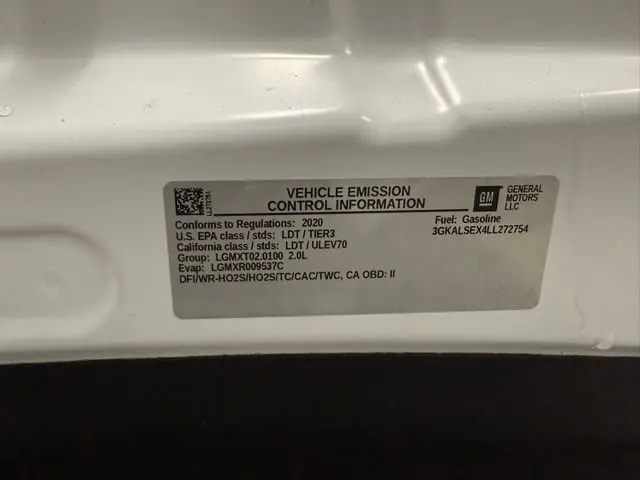 VEHICLE EMISSION
CONTROL INFORMATION
GM
GENERAL
MOTORS
LLC
Conforms to Regulations: 2020
Fuel: Gasoline
U.S. EPA class / stds: LDT / TIER3
3GKALSEX4LL272754
California class / stds: LDT / ULEV70
Group: LGMXT02.0100 2.0L
Evap: LGMXR009537C
DFI/WR-HO2S/HO2S/TC/CAC/TWC, CA OBD: II